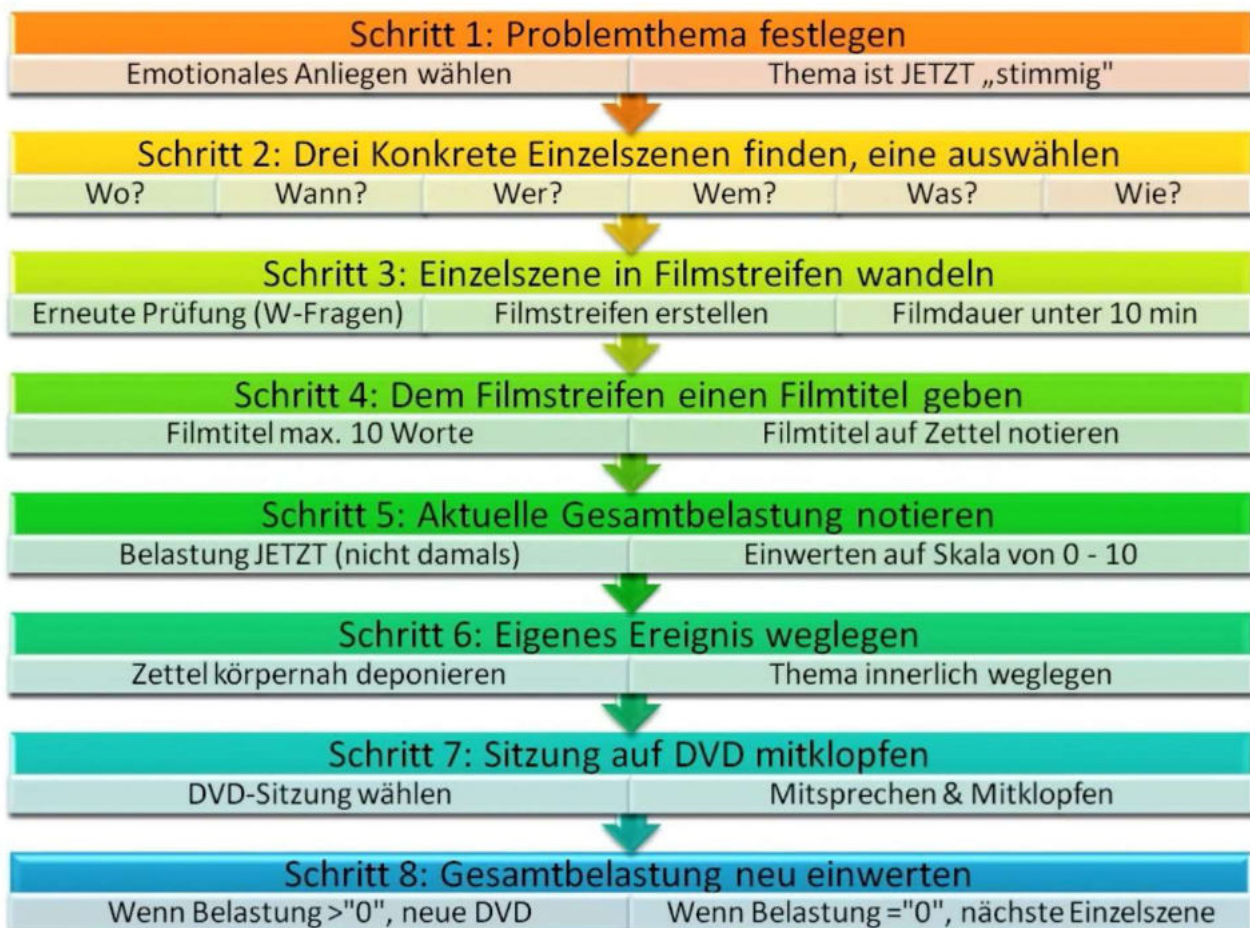 Schritt 1: Problemthema festlegen
Emotionales Anliegen wählen Thema ist JETZT „stimmig"
Schritt 2: Drei Konkrete Einzelszenen finden, eine auswählen
Wo? Wann? Wer? Wem? Was? Wie?
Schritt 3: Einzelszene in Filmstreifen wandeln
Erneute Prüfung (W-Fragen) Filmstreifen erstellen Filmdauer unter 10 min
Schritt 4: Dem Filmstreifen einen Filmtitel geben
Filmtitel max. 10 Worte Filmtitel auf Zettel notieren
Schritt 5: Aktuelle Gesamtbelastung notieren
Belastung JETZT (nicht damals) Einwerten auf Skala von 0 - 10
Schritt 6: Eigenes Ereignis weglegen
Zettel körpernah deponieren Thema innerlich weglegen
Schritt 7: Sitzung auf DVD mitklopfen
DVD-Sitzung wählen Mitsprechen & Mitklopfen
Schritt 8: Gesamtbelastung neu einwerten
Wenn Belastung >"0", neue DVD Wenn Belastung ="0", nächste Einzelszene